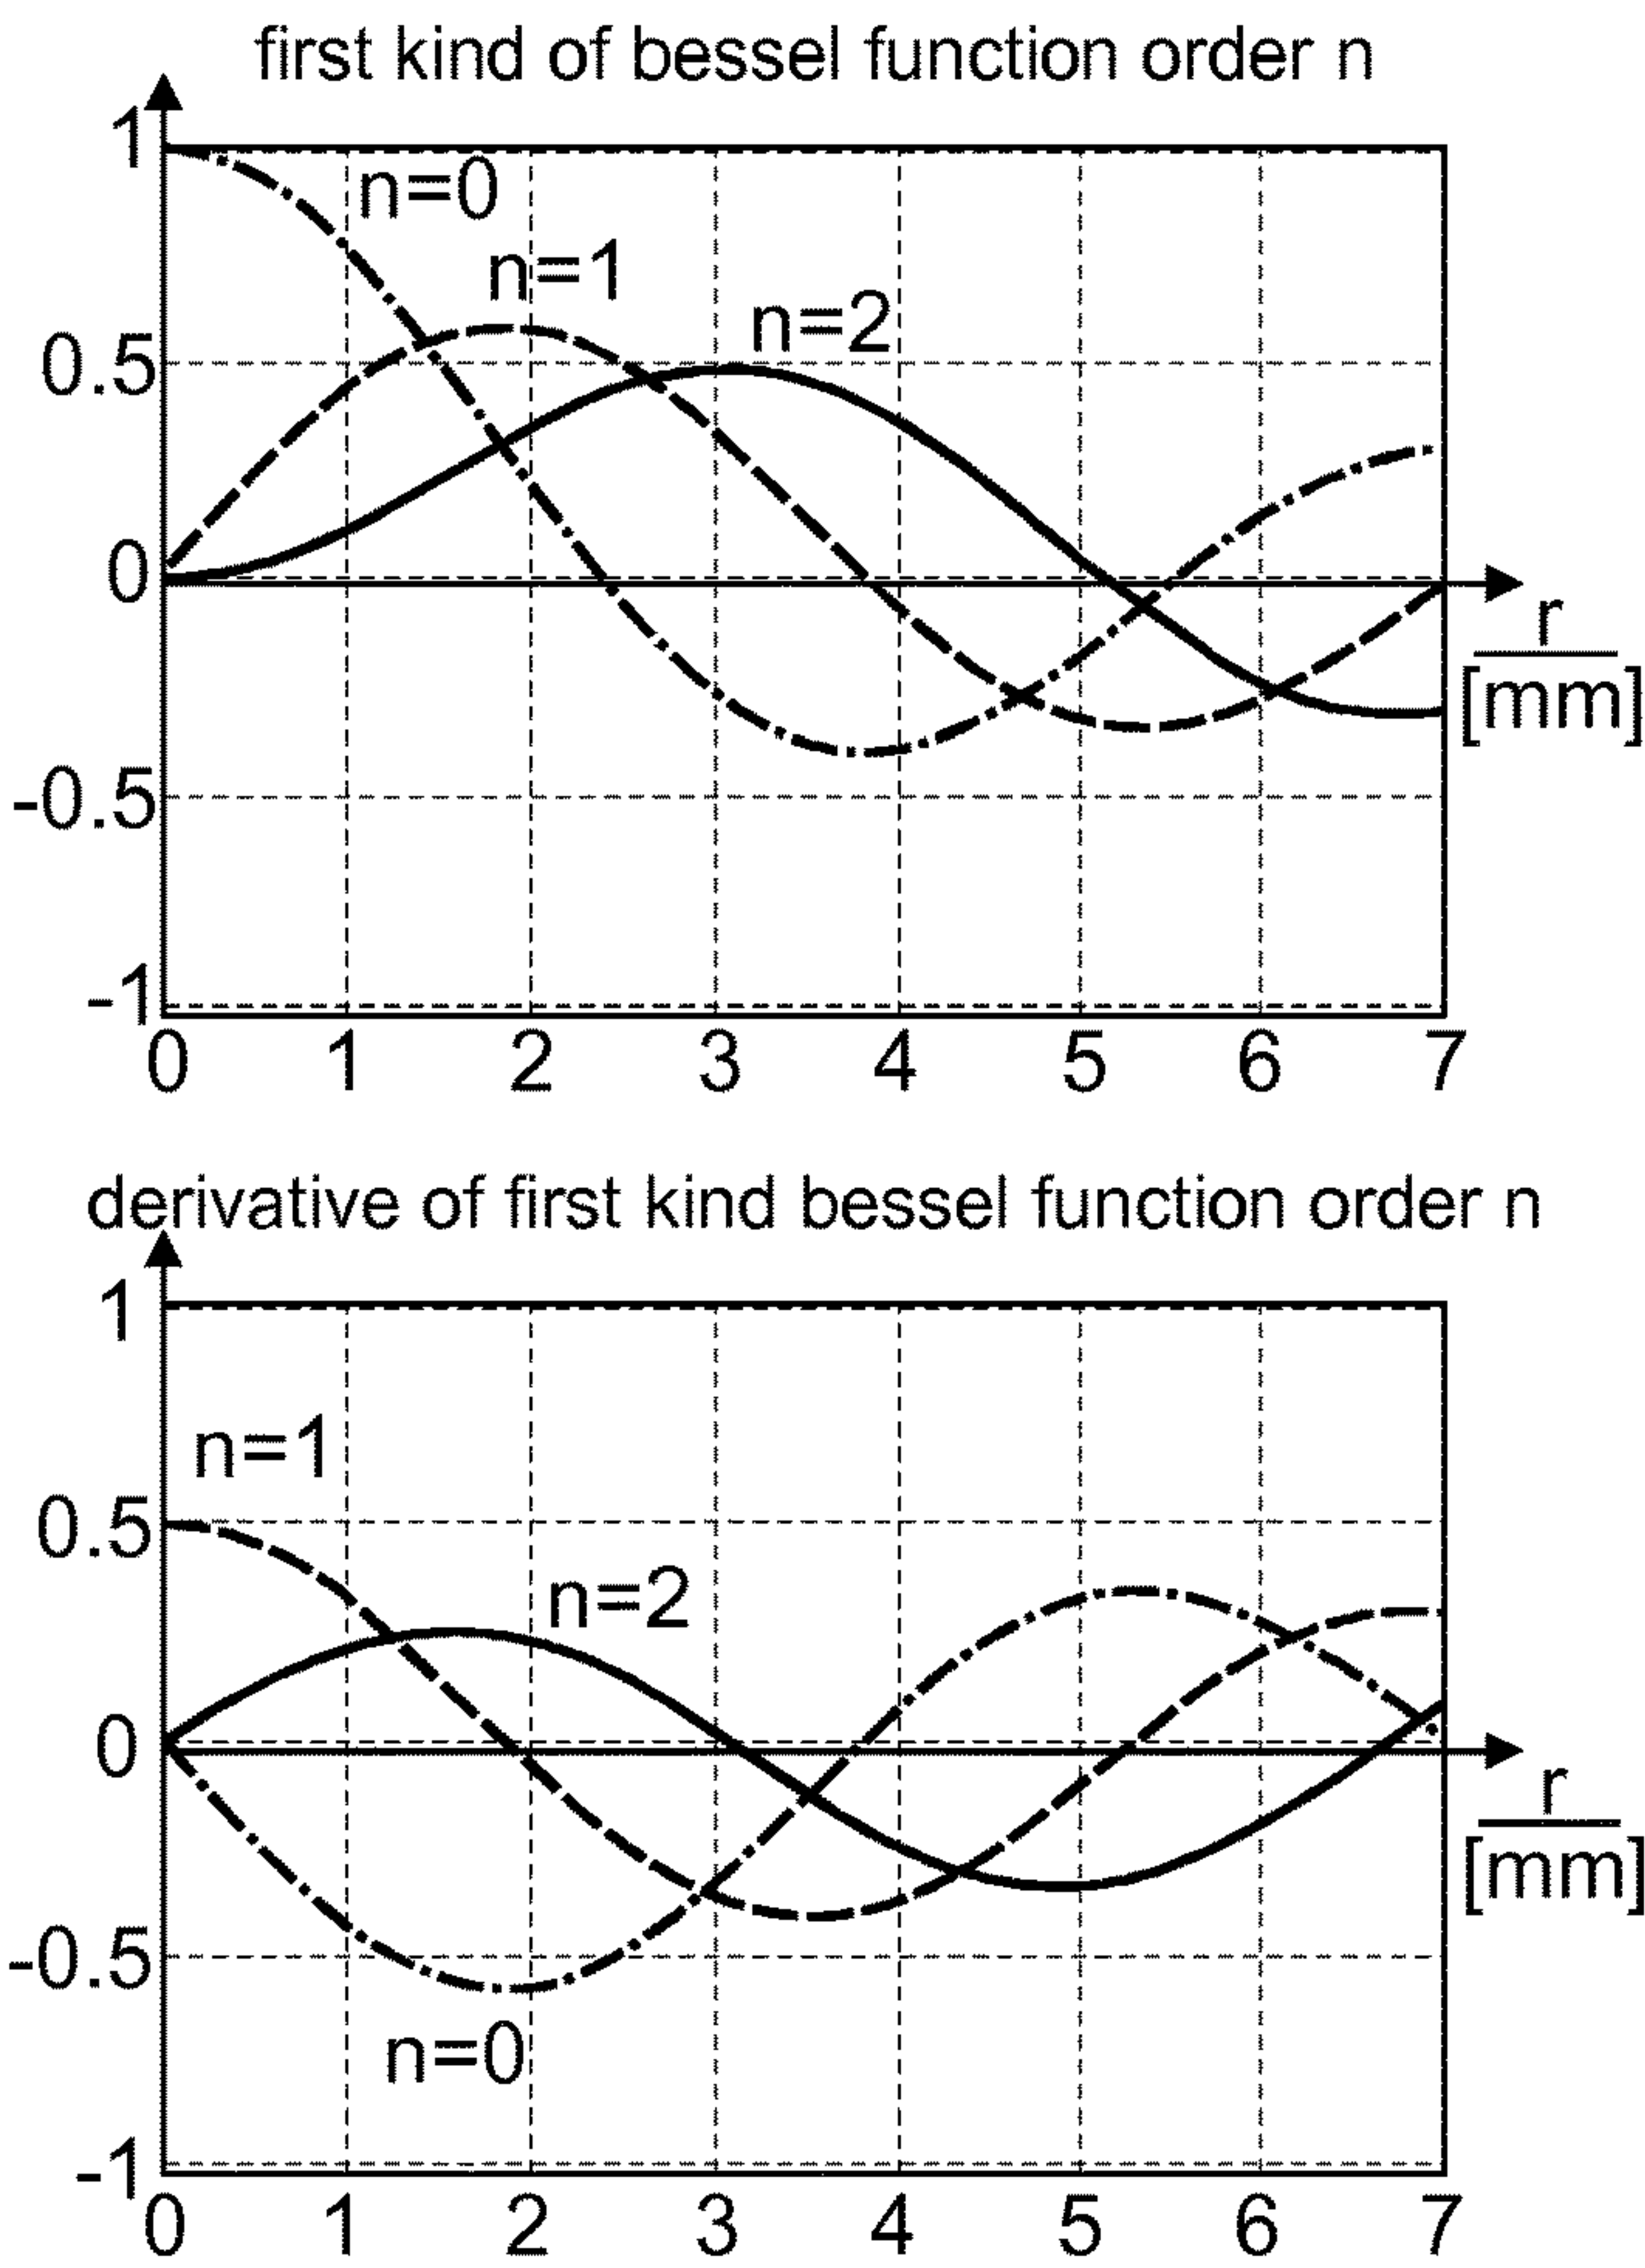 first kind of bessel function order n
1
n=0
n=1
n=2
0.5
0
r
[mm]
-0.5
-1
0 1 2 3 4 5 6 7
derivative of first kind bessel function order n
1
n=1
0.5
n=2
0
r
[mm]
-0.5
n=0
-1
0 1 2 3 4 5 6 7